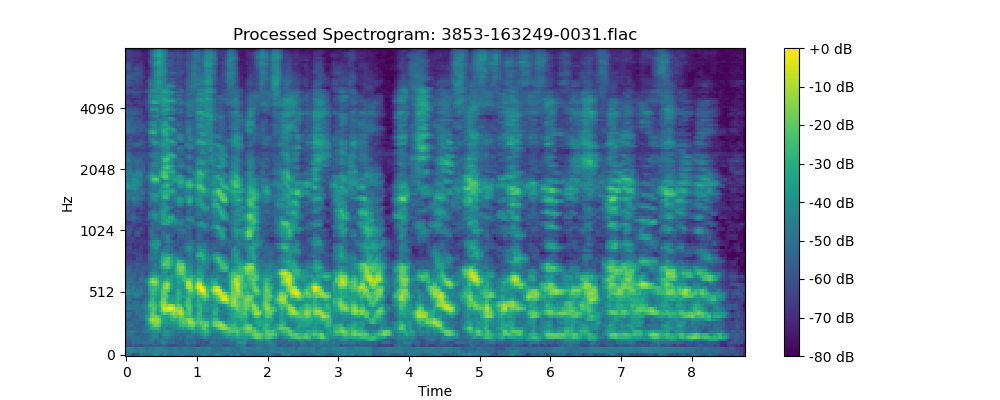 Processed Spectrogram: 3853-163249-0031.flac
Hz
4096
2048
1024
512
0
0 1 2 3 4 5 6 7 8
Time
+0 dB
-10 dB
-20 dB
-30 dB
-40 dB
-50 dB
-60 dB
-70 dB
-80 dB